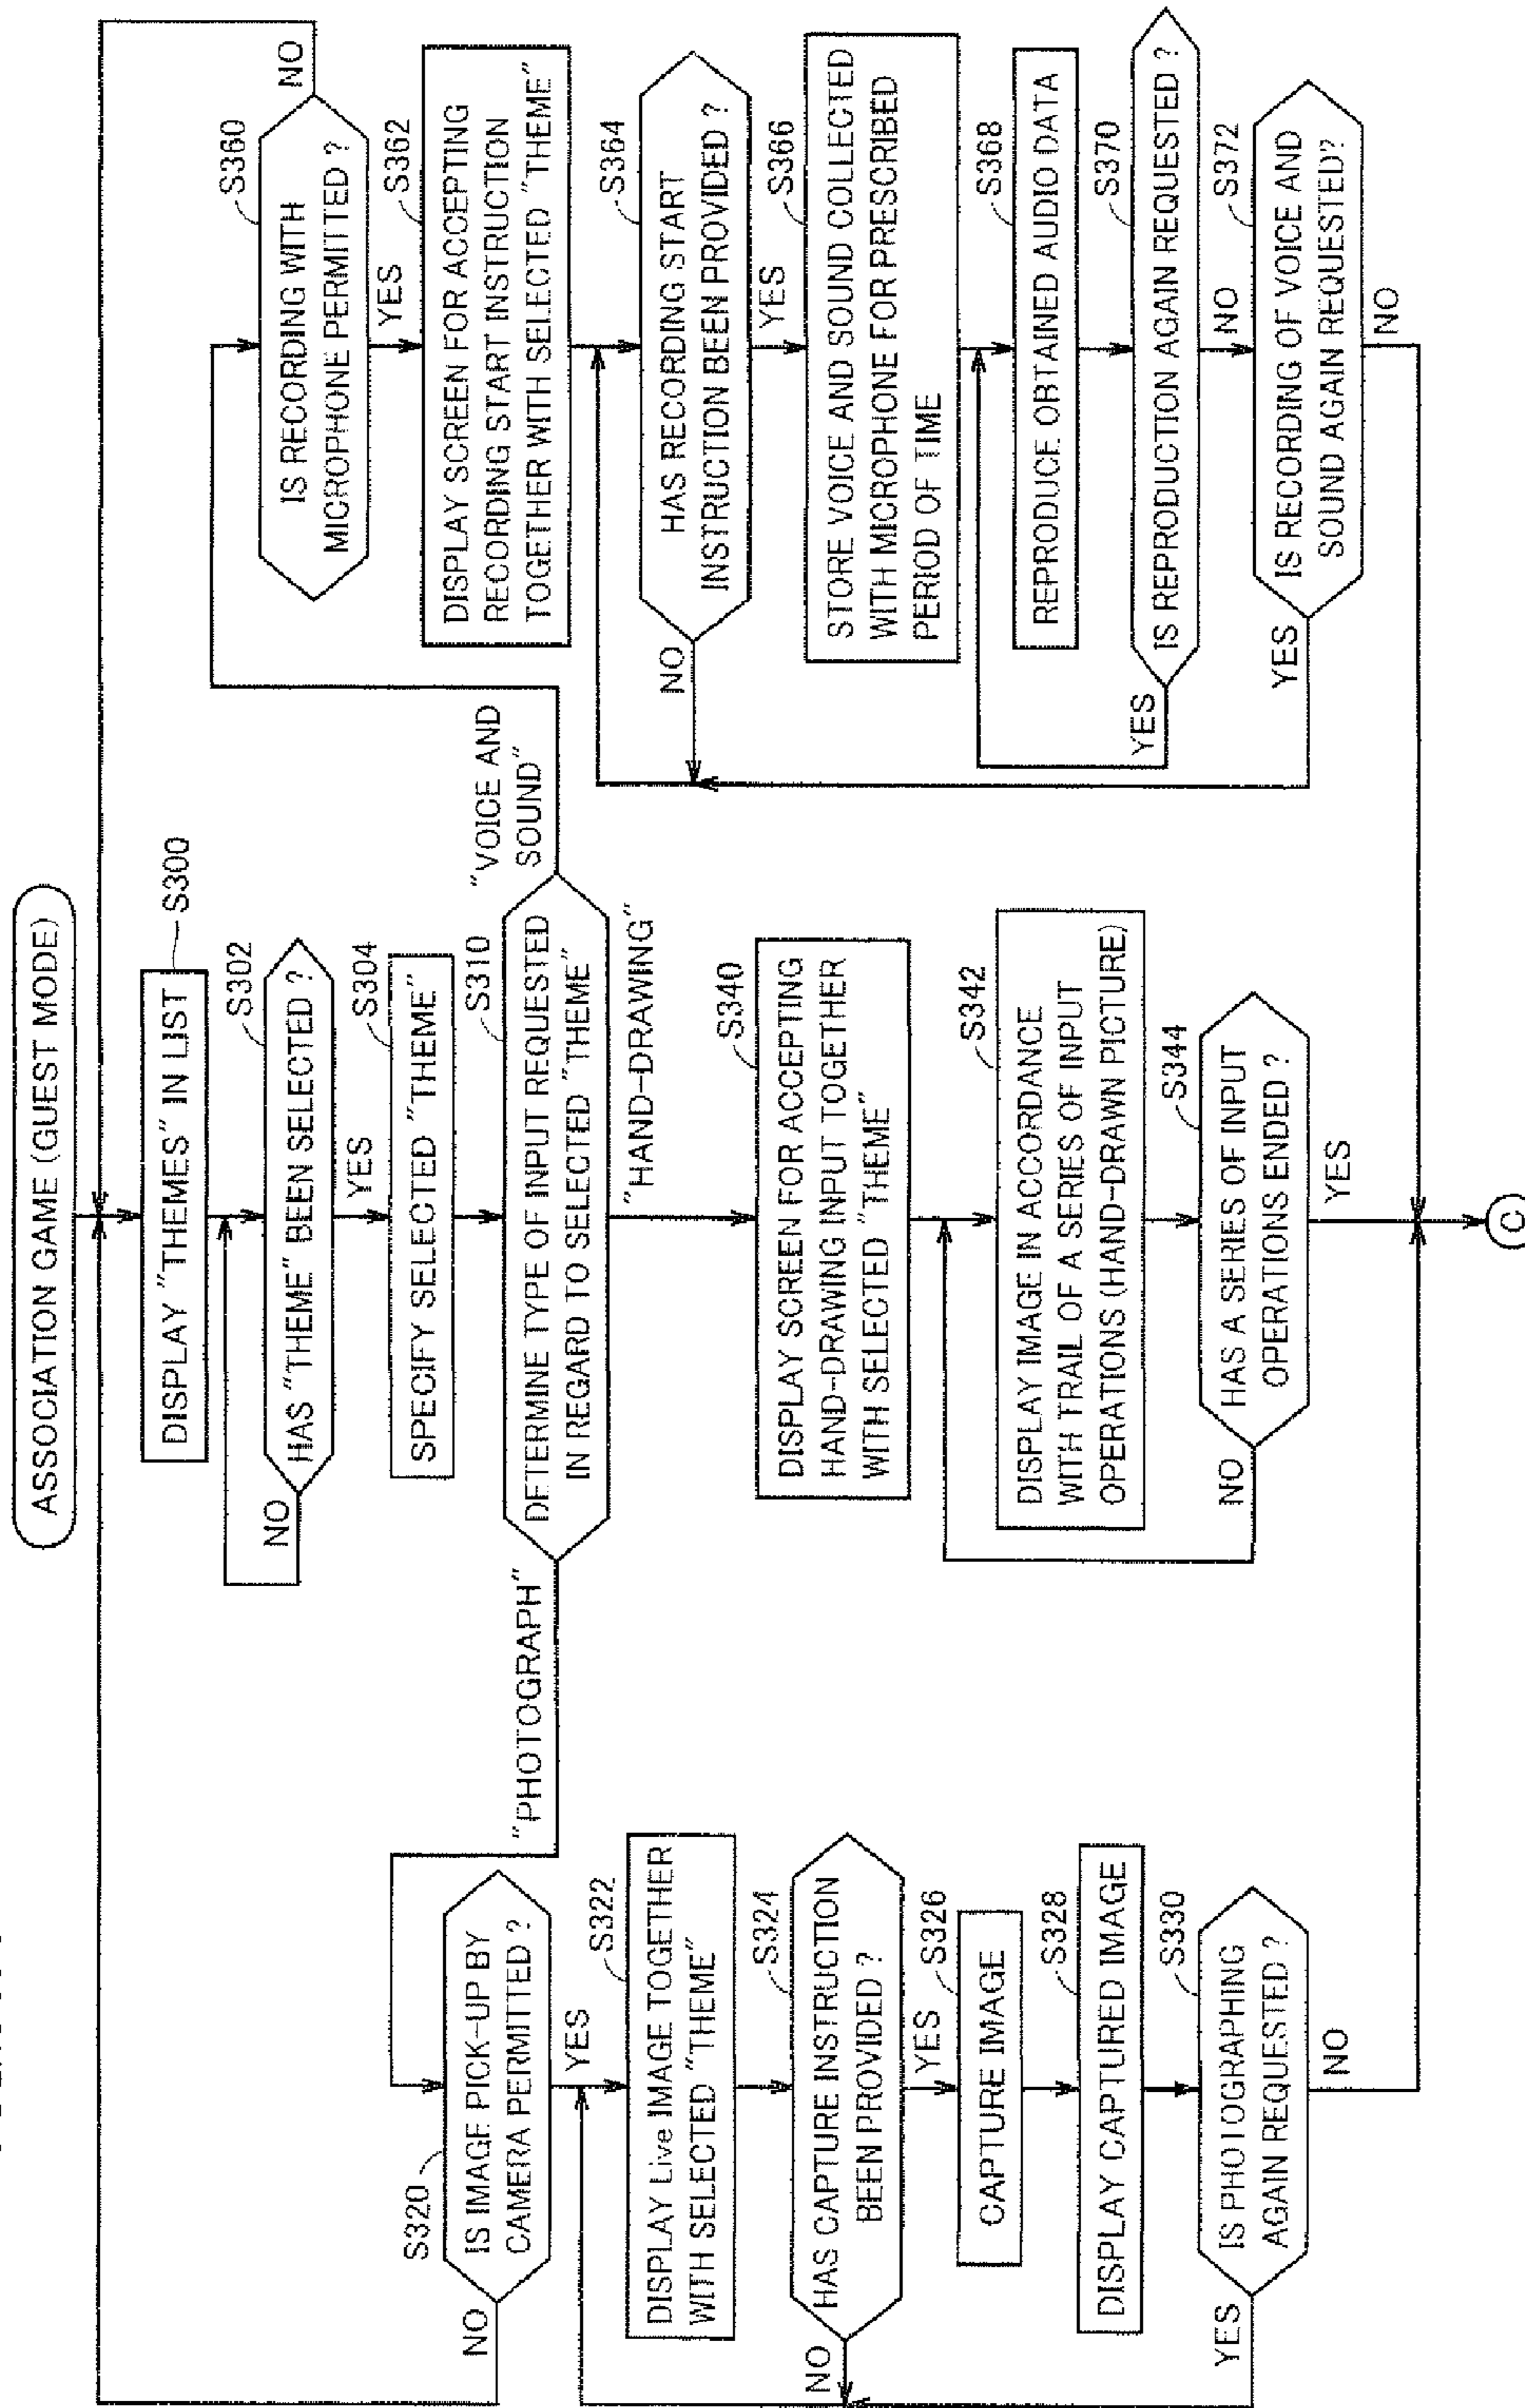 ASSOCIATION GAME (GUEST MODE)
DISPLAY "THEMES" IN LIST
S300
HAS "THEME" BEEN SELECTED ?
S302
NO
YES
SPECIFY SELECTED "THEME"
S304
DETERMINE TYPE OF INPUT REQUESTED
IN REGARD TO SELECTED "THEME"
S310
"PHOTOGRAPH"
"HAND-DRAWING"
"VOICE AND
SOUND"
S320
IS IMAGE PICK-UP BY
CAMERA PERMITTED ?
NO
YES
S322
DISPLAY Live IMAGE TOGETHER
WITH SELECTED "THEME"
S324
HAS CAPTURE INSTRUCTION
BEEN PROVIDED ?
NO
YES
S326
CAPTURE IMAGE
S328
DISPLAY CAPTURED IMAGE
S330
IS PHOTOGRAPHING
AGAIN REQUESTED ?
YES
NO
S340
DISPLAY SCREEN FOR ACCEPTING
HAND-DRAWING INPUT TOGETHER
WITH SELECTED "THEME"
S342
DISPLAY IMAGE IN ACCORDANCE
WITH TRAIL OF A SERIES OF INPUT
OPERATIONS (HAND-DRAWN PICTURE)
S344
HAS A SERIES OF INPUT
OPERATIONS ENDED ?
NO
YES
S360
IS RECORDING WITH
MICROPHONE PERMITTED ?
NO
YES
S362
DISPLAY SCREEN FOR ACCEPTING
RECORDING START INSTRUCTION
TOGETHER WITH SELECTED "THEME"
S364
HAS RECORDING START
INSTRUCTION BEEN PROVIDED ?
NO
YES
S366
STORE VOICE AND SOUND COLLECTED
WITH MICROPHONE FOR PRESCRIBED
PERIOD OF TIME
S368
REPRODUCE OBTAINED AUDIO DATA
S370
IS REPRODUCTION AGAIN REQUESTED ?
YES
NO
S372
IS RECORDING OF VOICE AND
SOUND AGAIN REQUESTED?
YES
NO
C